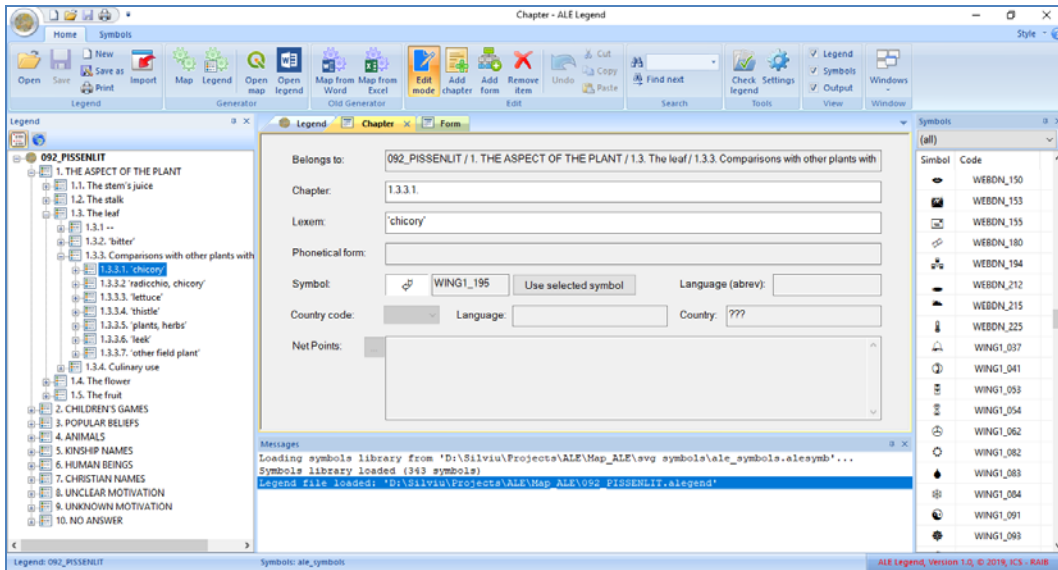 Chapter - ALE Legend
Home Symbols
Style
Open Save New Save as Print Import
Map Legend Open map Open legend
Map from Word Map from Excel
Edit mode Add chapter Add form Remove item Undo Cut Copy Paste
Find next
Check legend Settings
Legend Symbols Output
Windows
Legend Generator Old Generator Edit Search Tools View Window
Legend
092_PISSENLIT
1. THE ASPECT OF THE PLANT
1.1. The stem's juice
1.2. The stalk
1.3. The leaf
1.3.1 --
1.3.2. 'bitter'
1.3.3. Comparisons with other plants with
1.3.3.1. 'chicory'
1.3.3.2 'radicchio, chicory'
1.3.3.3. 'lettuce'
1.3.3.4. 'thistle'
1.3.3.5. 'plants, herbs'
1.3.3.6. 'leek'
1.3.3.7. 'other field plant'
1.3.4. Culinary use
1.4. The flower
1.5. The fruit
2. CHILDREN'S GAMES
3. POPULAR BELIEFS
4. ANIMALS
5. KINSHIP NAMES
6. HUMAN BEINGS
7. CHRISTIAN NAMES
8. UNCLEAR MOTIVATION
9. UNKNOWN MOTIVATION
10. NO ANSWER
Legend Chapter Form
Belongs to: 092_PISSENLIT / 1. THE ASPECT OF THE PLANT / 1.3. The leaf / 1.3.3. Comparisons with other plants with
Chapter: 1.3.3.1.
Lexem: 'chicory'
Phonetical form:
Symbol: WING1_195 Use selected symbol Language (abrev):
Country code: Language: Country: ???
Net Points: ...
Messages
Loading symbols library from 'D:\Silviu\Projects\ALE\Map_ALE\svg symbols\ale_symbols.alesymb'...
Symbols library loaded (343 symbols)
Legend file loaded: 'D:\Silviu\Projects\ALE\Map_ALE\092_PISSENLIT.alegend'
Symbols
(all)
Simbol Code
WEBDN_150
WEBDN_153
WEBDN_155
WEBDN_180
WEBDN_194
WEBDN_212
WEBDN_215
WEBDN_225
WING1_037
WING1_041
WING1_053
WING1_054
WING1_062
WING1_082
WING1_083
WING1_084
WING1_091
WING1_093
Legend: 092_PISSENLIT Symbols: ale_symbols ALE Legend, Version 1.0, © 2019, ICS - RAIB